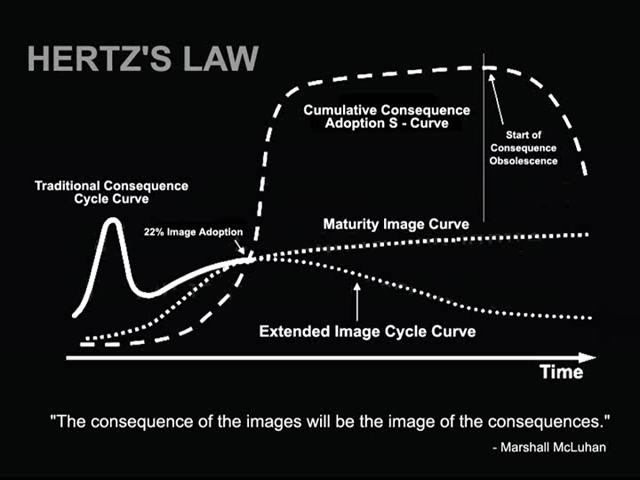 HERTZ'S LAW
Cumulative Consequence
Adoption S - Curve
Start of
Consequence
Obsolescence
Traditional Consequence
Cycle Curve
22% Image Adoption
Maturity Image Curve
Extended Image Cycle Curve
Time
"The consequence of the images will be the image of the consequences."
- Marshall McLuhan